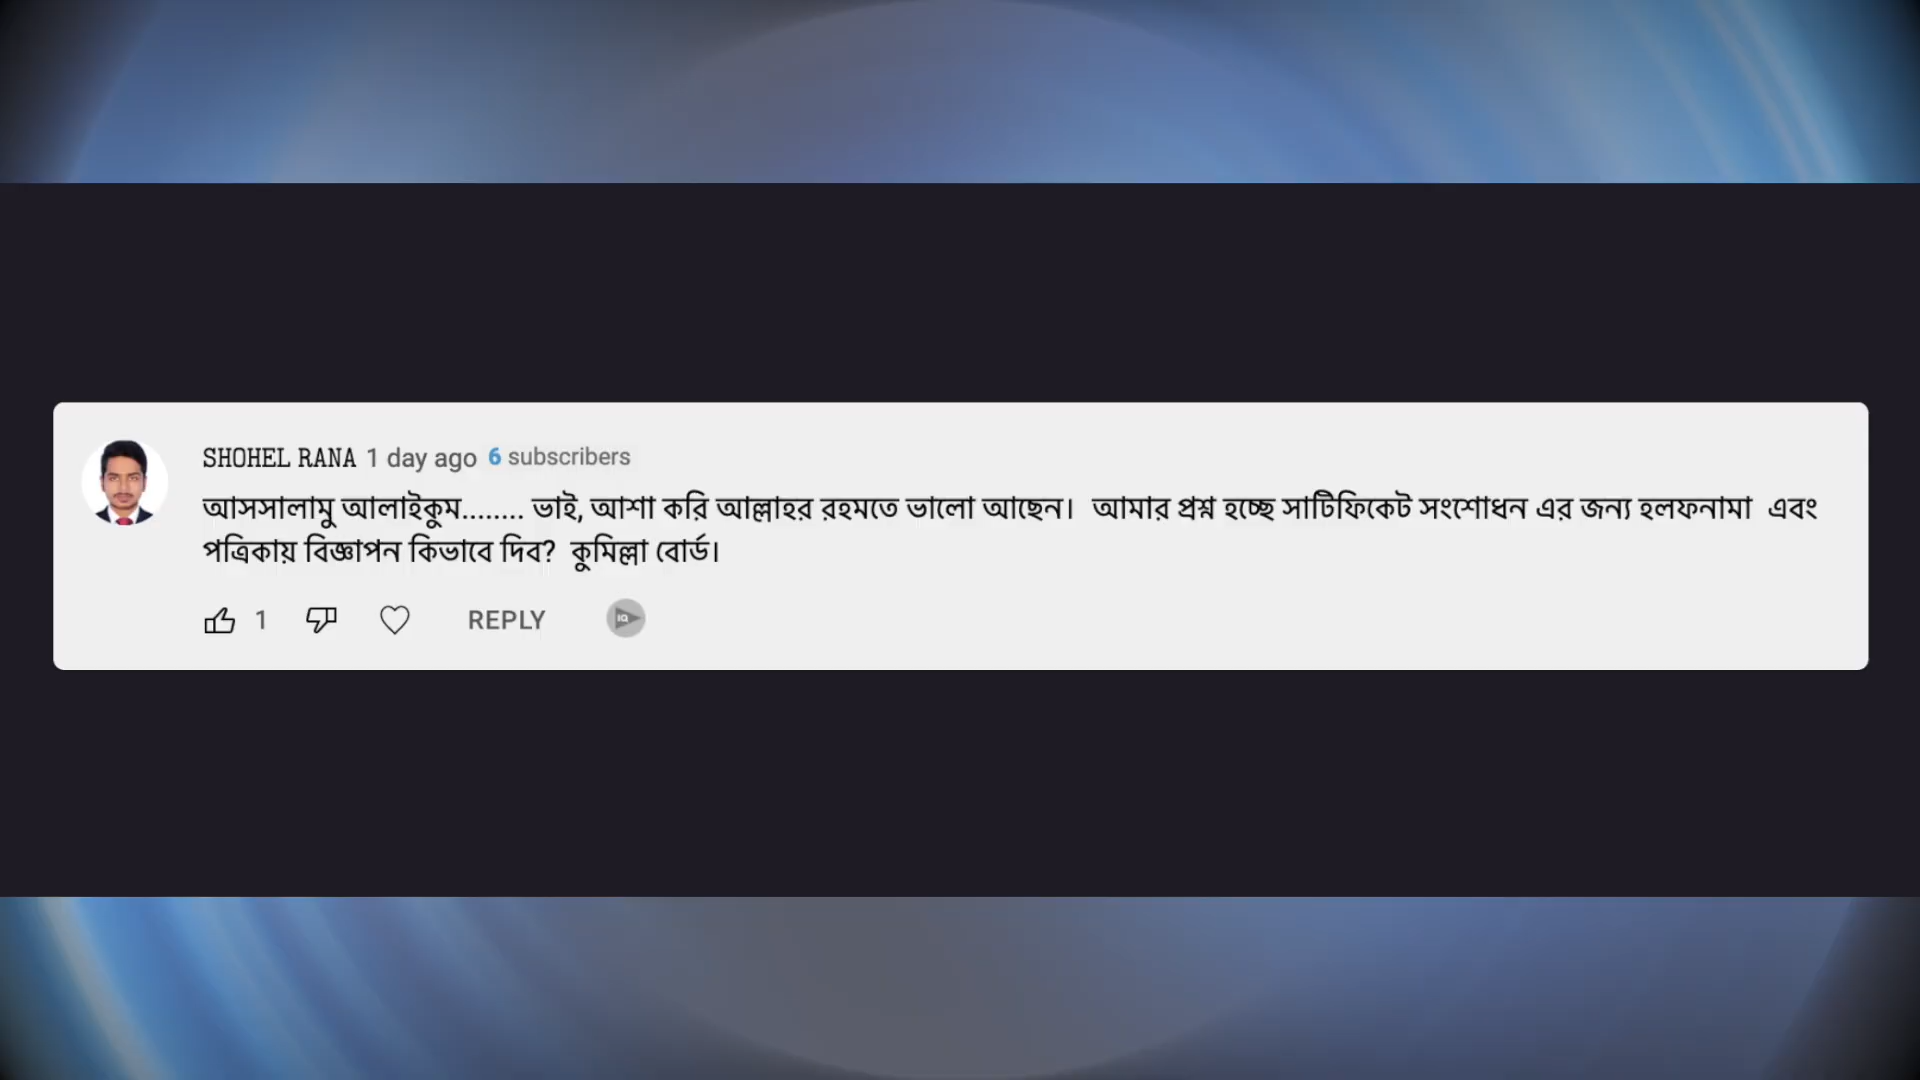 SHOHEL RANA 1 day ago 6 subscribers
আসসালামু আলাইকুম........ ভাই, আশা করি আল্লাহর রহমতে ভালো আছেন। আমার প্রশ্ন হচ্ছে সাটিফিকেট সংশোধন এর জন্য হলফনামা এবং
পত্রিকায় বিজ্ঞাপন কিভাবে দিব? কুমিল্লা বোর্ড।
1 REPLY IQ